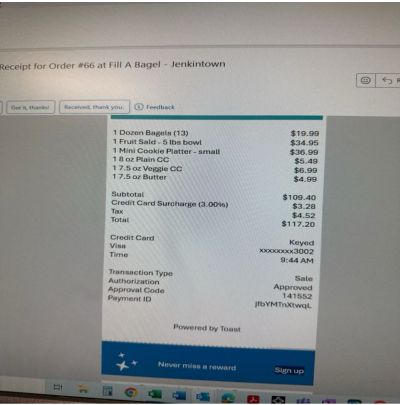 Receipt for Order #66 at Fill A Bagel - Jenkintown
Got it, thanks!
Received, thank you.
Feedback
1 Dozen Bagels (13) $19.99
1 Fruit Sald - 5 lbs bowl $34.95
1 Mini Cookie Platter - small $36.99
1 8 oz Plain CC $5.49
1 7.5 oz Veggie CC $6.99
1 7.5 oz Butter $4.99
Subtotal $109.40
Credit Card Surcharge (3.00%) $3.28
Tax $4.52
Total $117.20
Credit Card Keyed
Visa xxxxxxxx3002
Time 9:44 AM
Transaction Type Sale
Authorization Approved
Approval Code 141552
Payment ID jfbYMTnXtwqL
Powered by Toast
Never miss a reward
Sign up